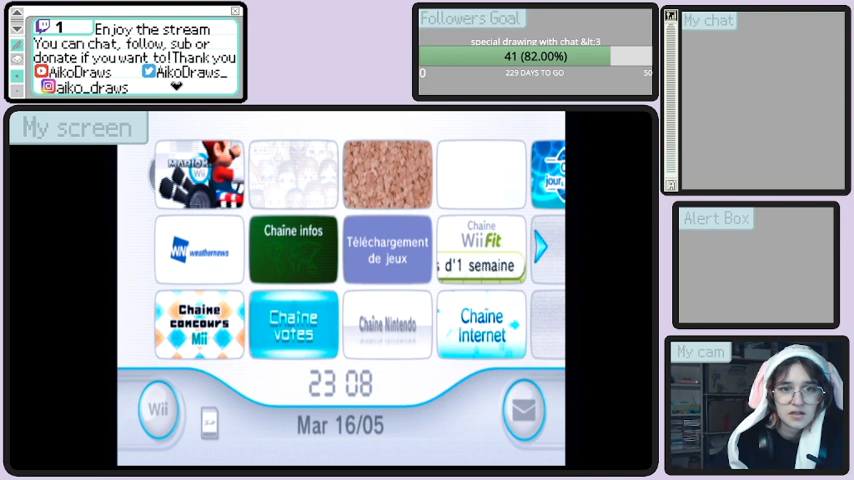 1 Enjoy the stream
You can chat, follow, sub or
donate if you want to! Thank you
AikoDraws AikoDraws_
aiko_draws
Followers Goal
special drawing with chat &lt;3
41 (82.00%)
0 229 DAYS TO GO 50
My chat
My screen
MARIO Wii
jour
WN weathernews
Chaîne infos
Téléchargement
de jeux
Chaîne
Wii Fit
s d'1 semaine
Chaîne
concours
Mii
Chaîne
votes
Chaîne Nintendo
Chaîne
Internet
23 08
Wii
Mar 16/05
Alert Box
My cam